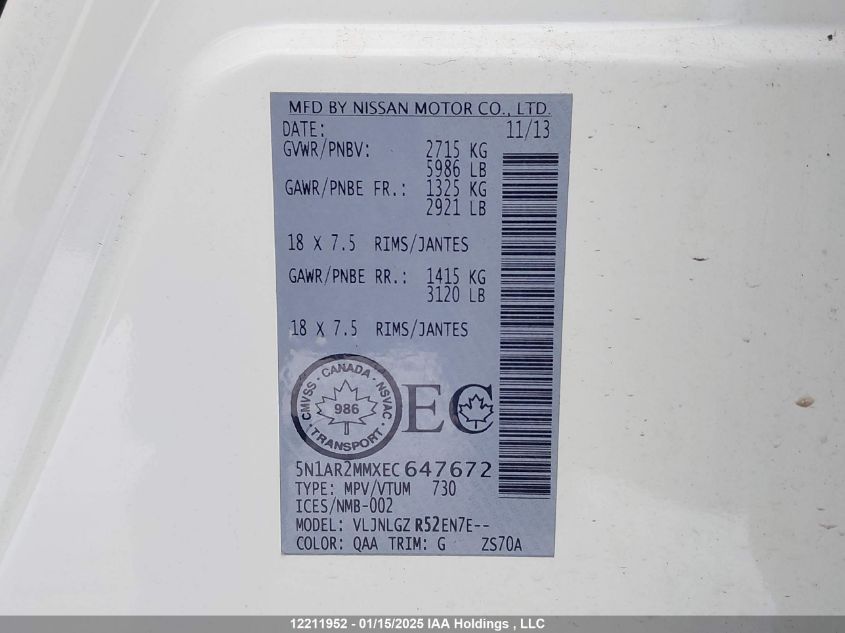 MFD BY NISSAN MOTOR CO., LTD.
DATE: 11/13
GVWR/PNBV: 2715 KG
5986 LB
GAWR/PNBE FR.: 1325 KG
2921 LB
18 X 7.5 RIMS/JANTES
GAWR/PNBE RR.: 1415 KG
3120 LB
18 X 7.5 RIMS/JANTES
CMVSS · CANADA · NSVAC
986
TRANSPORT
EC
5N1AR2MMXEC647672
TYPE: MPV/VTUM 730
ICES/NMB-002
MODEL: VLJNLGZ R52EN7E--
COLOR: QAA TRIM: G ZS70A
12211952 - 01/15/2025 IAA Holdings , LLC